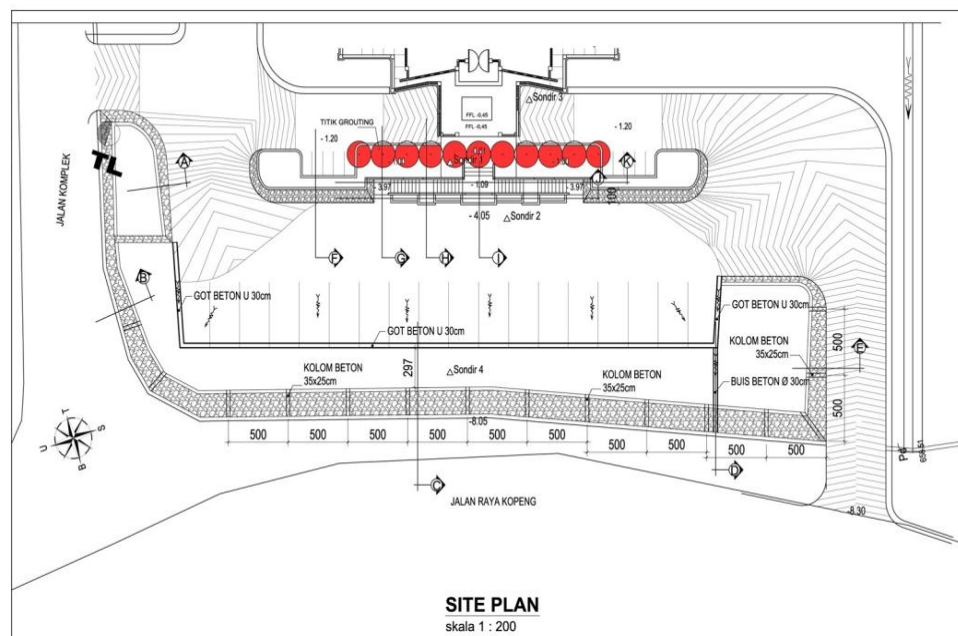 Sondir 3
FFL -0,45
FFL -0,45
TITIK GROUTING
- 1.20
- 1.20
Sondir 1
K
TL
A
JALAN KOMPLEK
- 3.97
- 1.09
- 3.97
J
100
- 4.05
Sondir 2
F
G
H
I
B
GOT BETON U 30cm
GOT BETON U 30cm
GOT BETON U 30cm
KOLOM BETON
35x25cm
500
E
297
Sondir 4
KOLOM BETON
35x25cm
KOLOM BETON
35x25cm
BUIS BETON Ø 30cm
500
-8.05
500
500
500
500
500
500
500
500
500
500
T
S
U
B
C
D
JALAN RAYA KOPENG
-8.30
SITE PLAN
skala 1 : 200